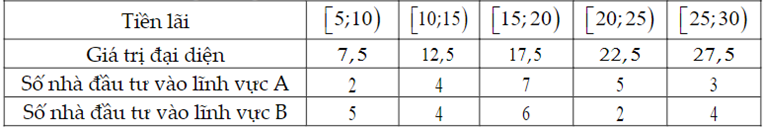 Tiền lãi [5;10) [10;15) [15;20) [20;25) [25;30)
Giá trị đại diện 7,5 12,5 17,5 22,5 27,5
Số nhà đầu tư vào lĩnh vực A 2 4 7 5 3
Số nhà đầu tư vào lĩnh vực B 5 4 6 2 4